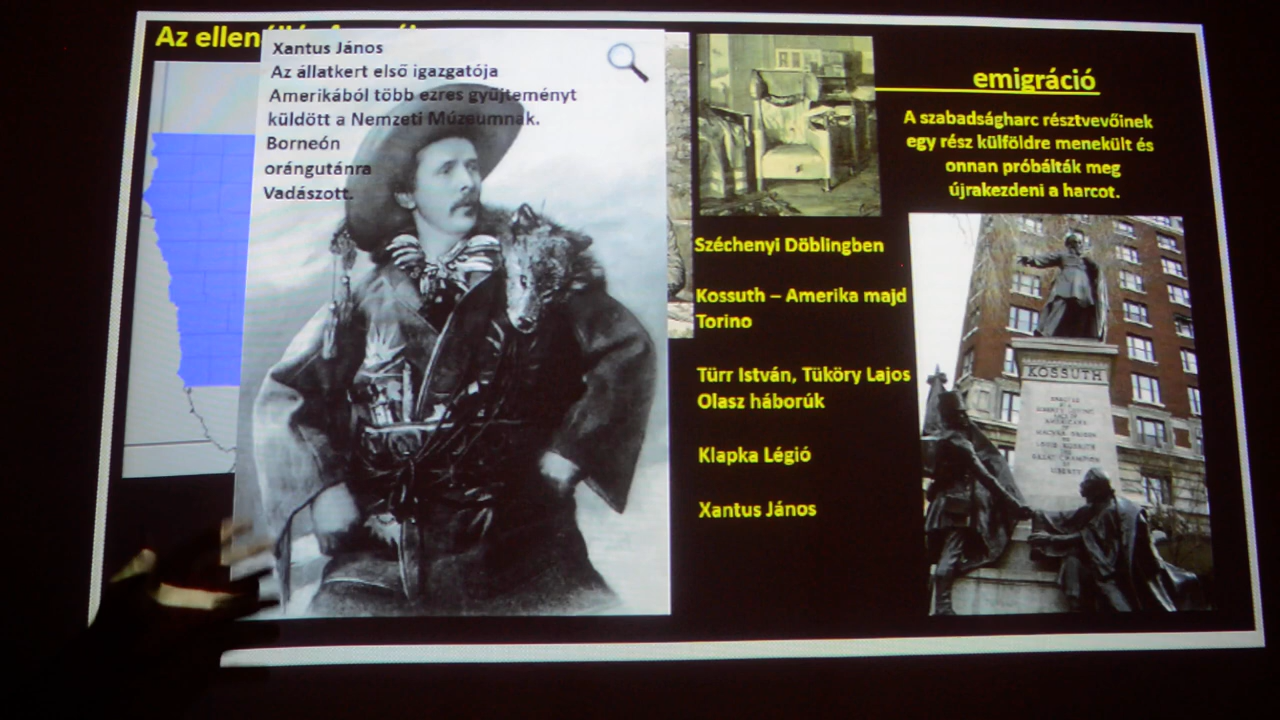 Az ellen
Xantus János
Az állatkert első igazgatója
Amerikából több ezres gyűjteményt
küldött a Nemzeti Múzeumnak.
Borneón
orángutánra
Vadászott.
Széchenyi Döblingben
Kossuth – Amerika majd
Torino
Türr István, Tüköry Lajos
Olasz háborúk
Klapka Légió
Xantus János
emigráció
A szabadságharc résztvevőinek
egy rész külföldre menekült és
onnan próbálták meg
újrakezdeni a harcot.
KOSSUTH